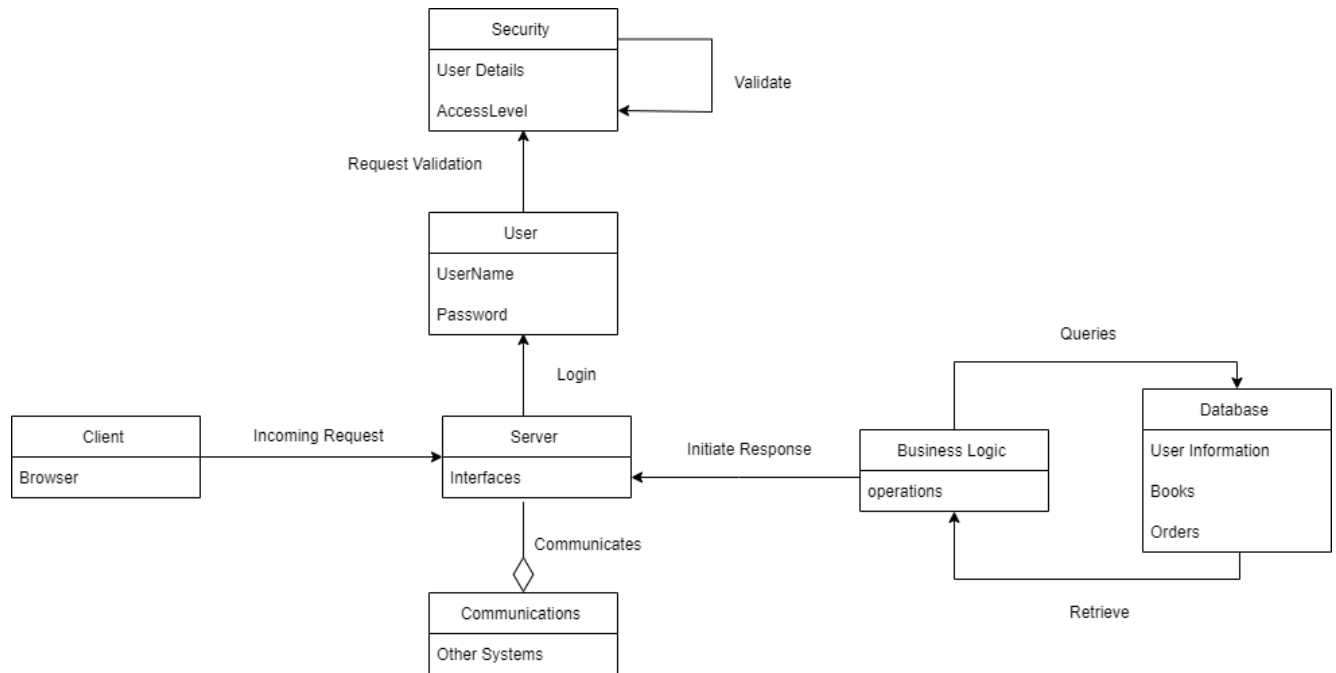 Security
User Details
AccessLevel
Validate
Request Validation
User
UserName
Password
Login
Queries
Client
Browser
Incoming Request
Server
Interfaces
Initiate Response
Business Logic
operations
Database
User Information
Books
Orders
Communicates
Retrieve
Communications
Other Systems